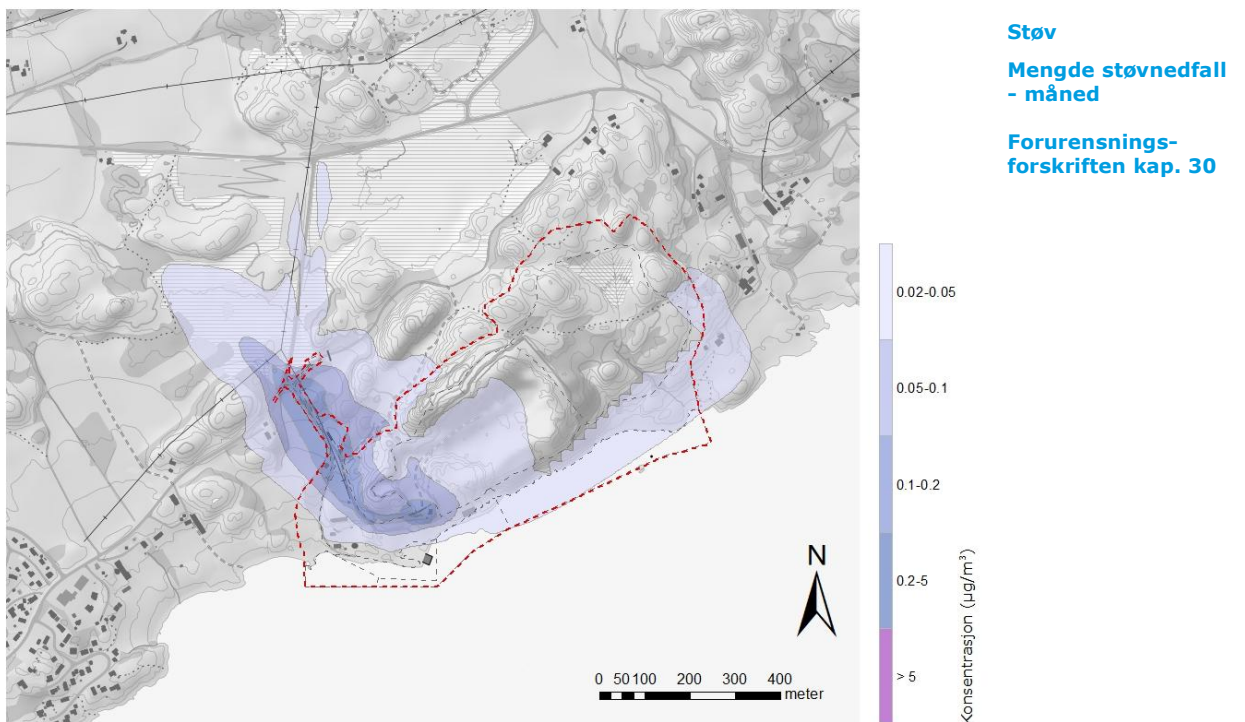 Støv
Mengde støvnedfall
- måned
Forurensnings-
forskriften kap. 30
0.02-0.05
0.05-0.1
0.1-0.2
0.2-5
> 5
Konsentrasjon (µg/m³)
N
0 50 100 200 300 400
meter